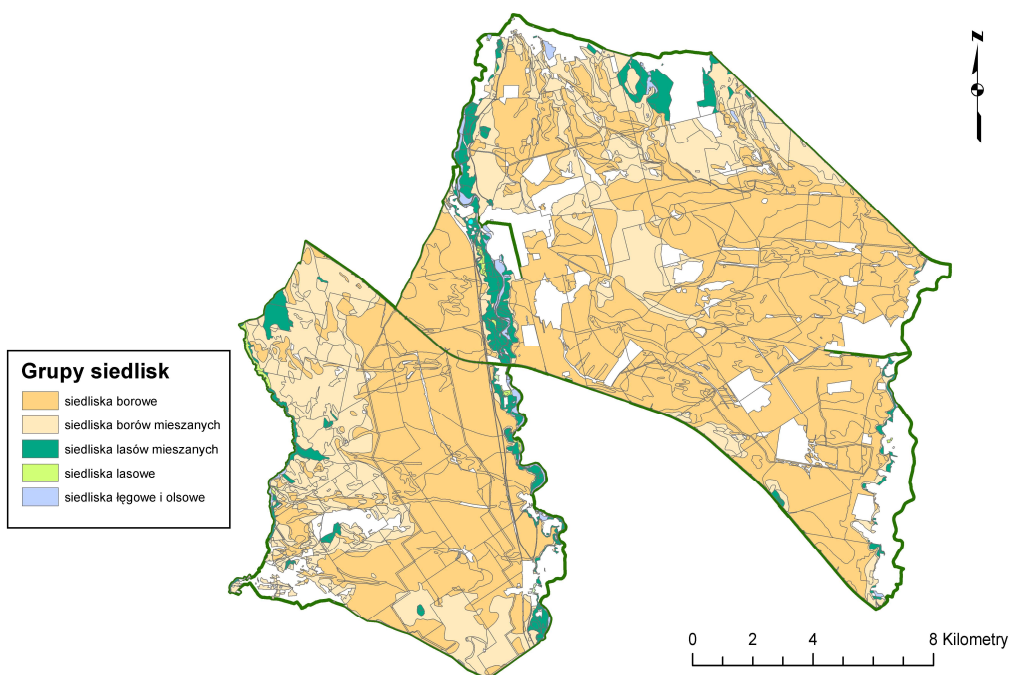 N
Grupy siedlisk
siedliska borowe
siedliska borów mieszanych
siedliska lasów mieszanych
siedliska lasowe
siedliska łęgowe i olsowe
0 2 4 8 Kilometry